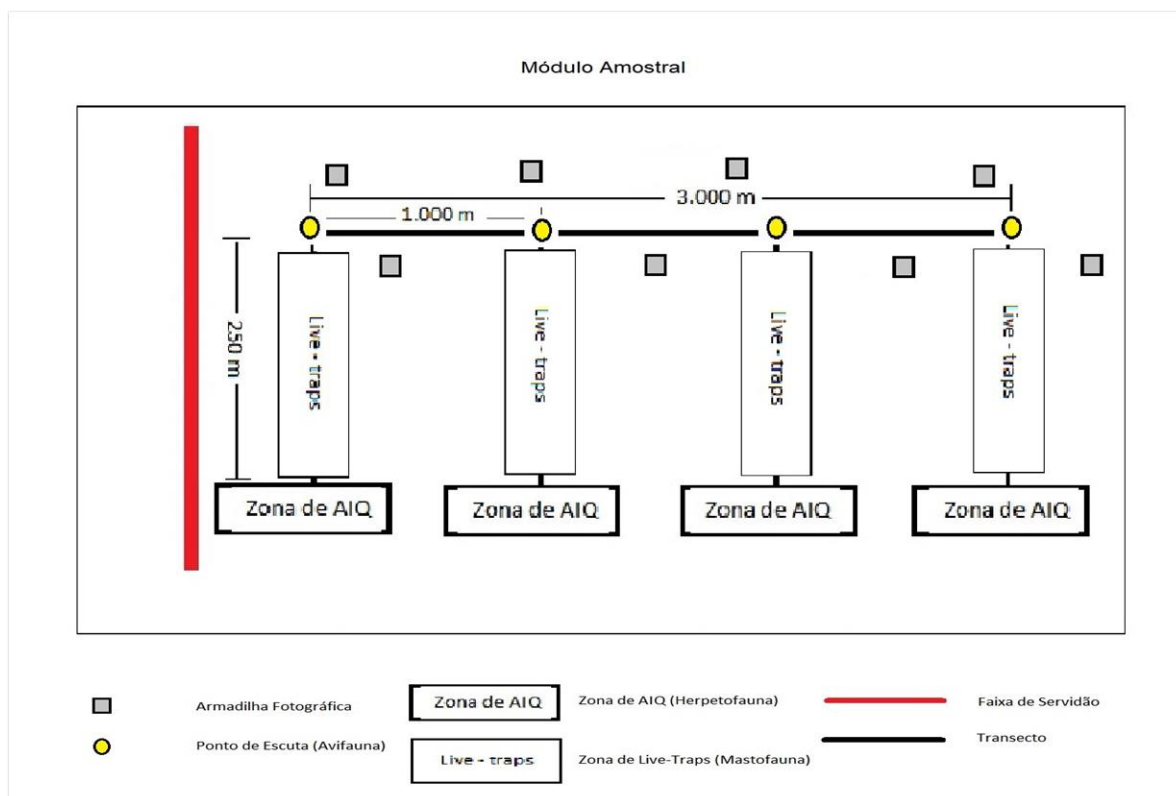 Módulo Amostral
3.000 m
1.000 m
250 m
Live - traps
Live - traps
Live - traps
Live - traps
Zona de AIQ
Zona de AIQ
Zona de AIQ
Zona de AIQ
Armadilha Fotográfica
Zona de AIQ
Zona de AIQ (Herpetofauna)
Faixa de Servidão
Ponto de Escuta (Avifauna)
Live - traps
Zona de Live-Traps (Mastofauna)
Transecto